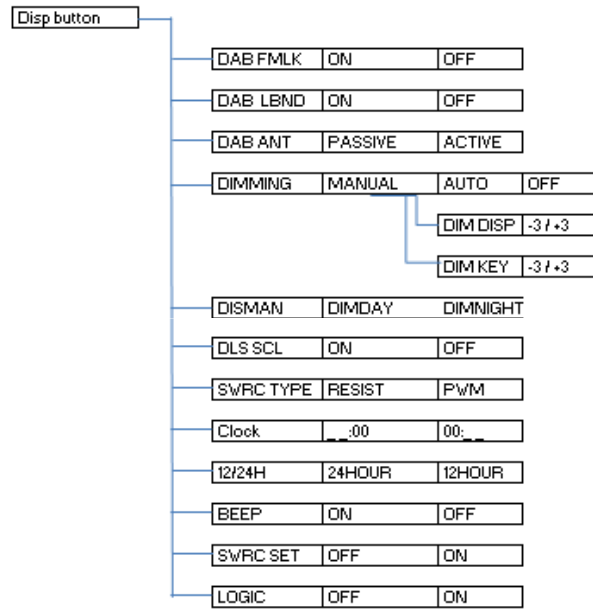 Disp button
DAB FMLK ON OFF
DAB LBND ON OFF
DAB ANT PASSIVE ACTIVE
DIMMING MANUAL AUTO OFF
DIM DISP -3 / +3
DIM KEY -3 / +3
DISMAN DIMDAY DIMNIGHT
DLS SCL ON OFF
SWRC TYPE RESIST PWM
Clock _ _:00 00:_ _
12/24H 24HOUR 12HOUR
BEEP ON OFF
SWRC SET OFF ON
LOGIC OFF ON